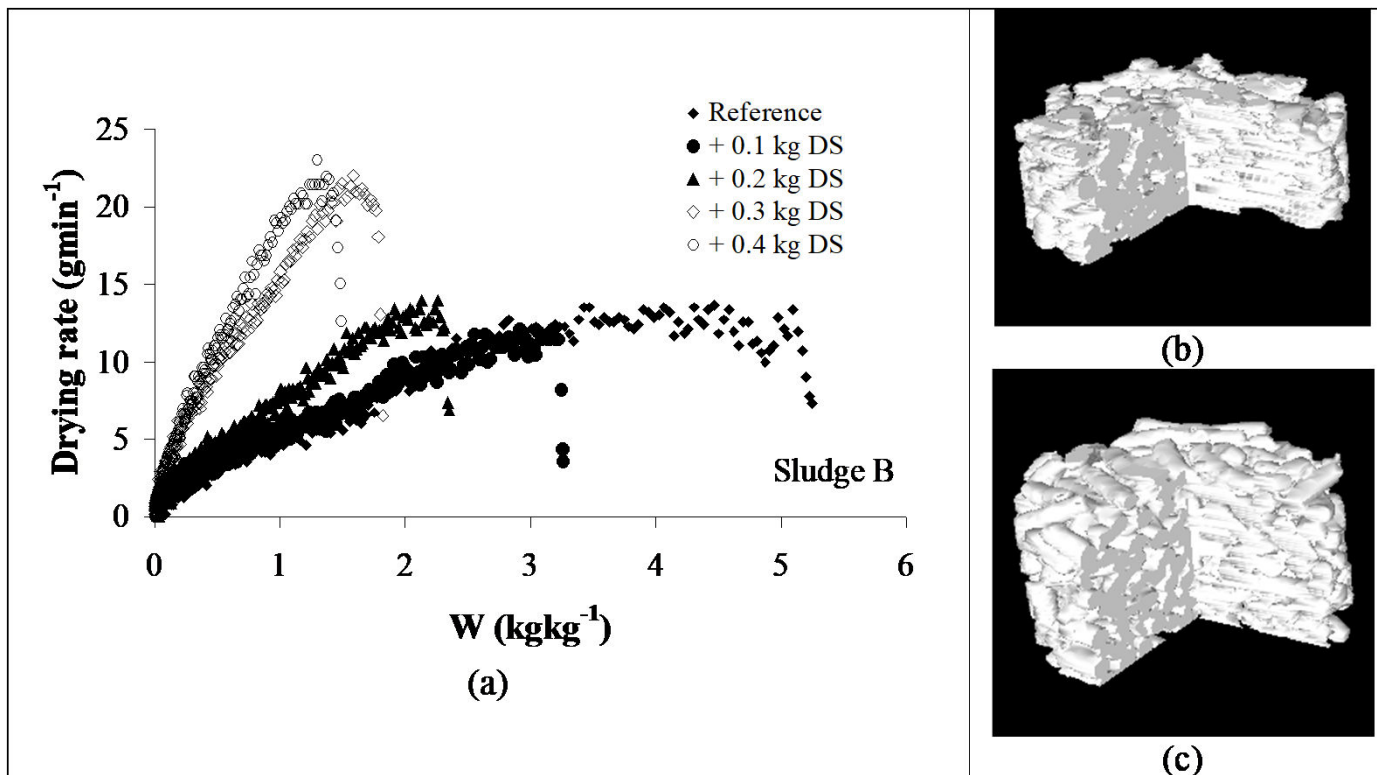 Reference
+ 0.1 kg DS
+ 0.2 kg DS
+ 0.3 kg DS
+ 0.4 kg DS
Drying rate (gmin⁻¹)
25
20
15
10
5
0
0 1 2 3 4 5 6
Sludge B
W (kgkg⁻¹)
(a)
(b)
(c)